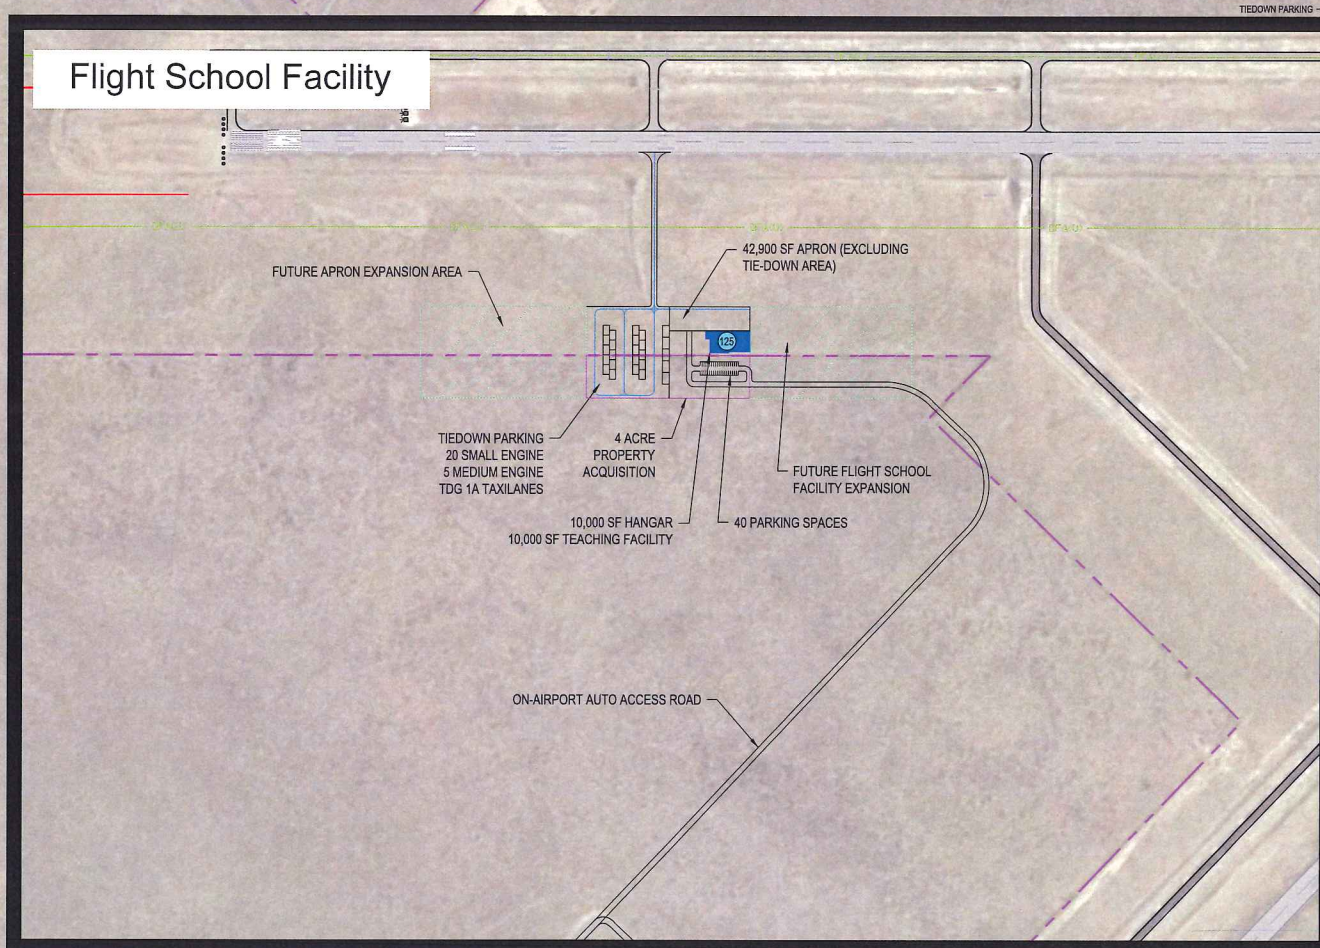 TIEDOWN PARKING
Flight School Facility
42,900 SF APRON (EXCLUDING
TIE-DOWN AREA)
FUTURE APRON EXPANSION AREA
125
TIEDOWN PARKING
20 SMALL ENGINE
5 MEDIUM ENGINE
TDG 1A TAXILANES
4 ACRE
PROPERTY
ACQUISITION
FUTURE FLIGHT SCHOOL
FACILITY EXPANSION
10,000 SF HANGAR
10,000 SF TEACHING FACILITY
40 PARKING SPACES
ON-AIRPORT AUTO ACCESS ROAD